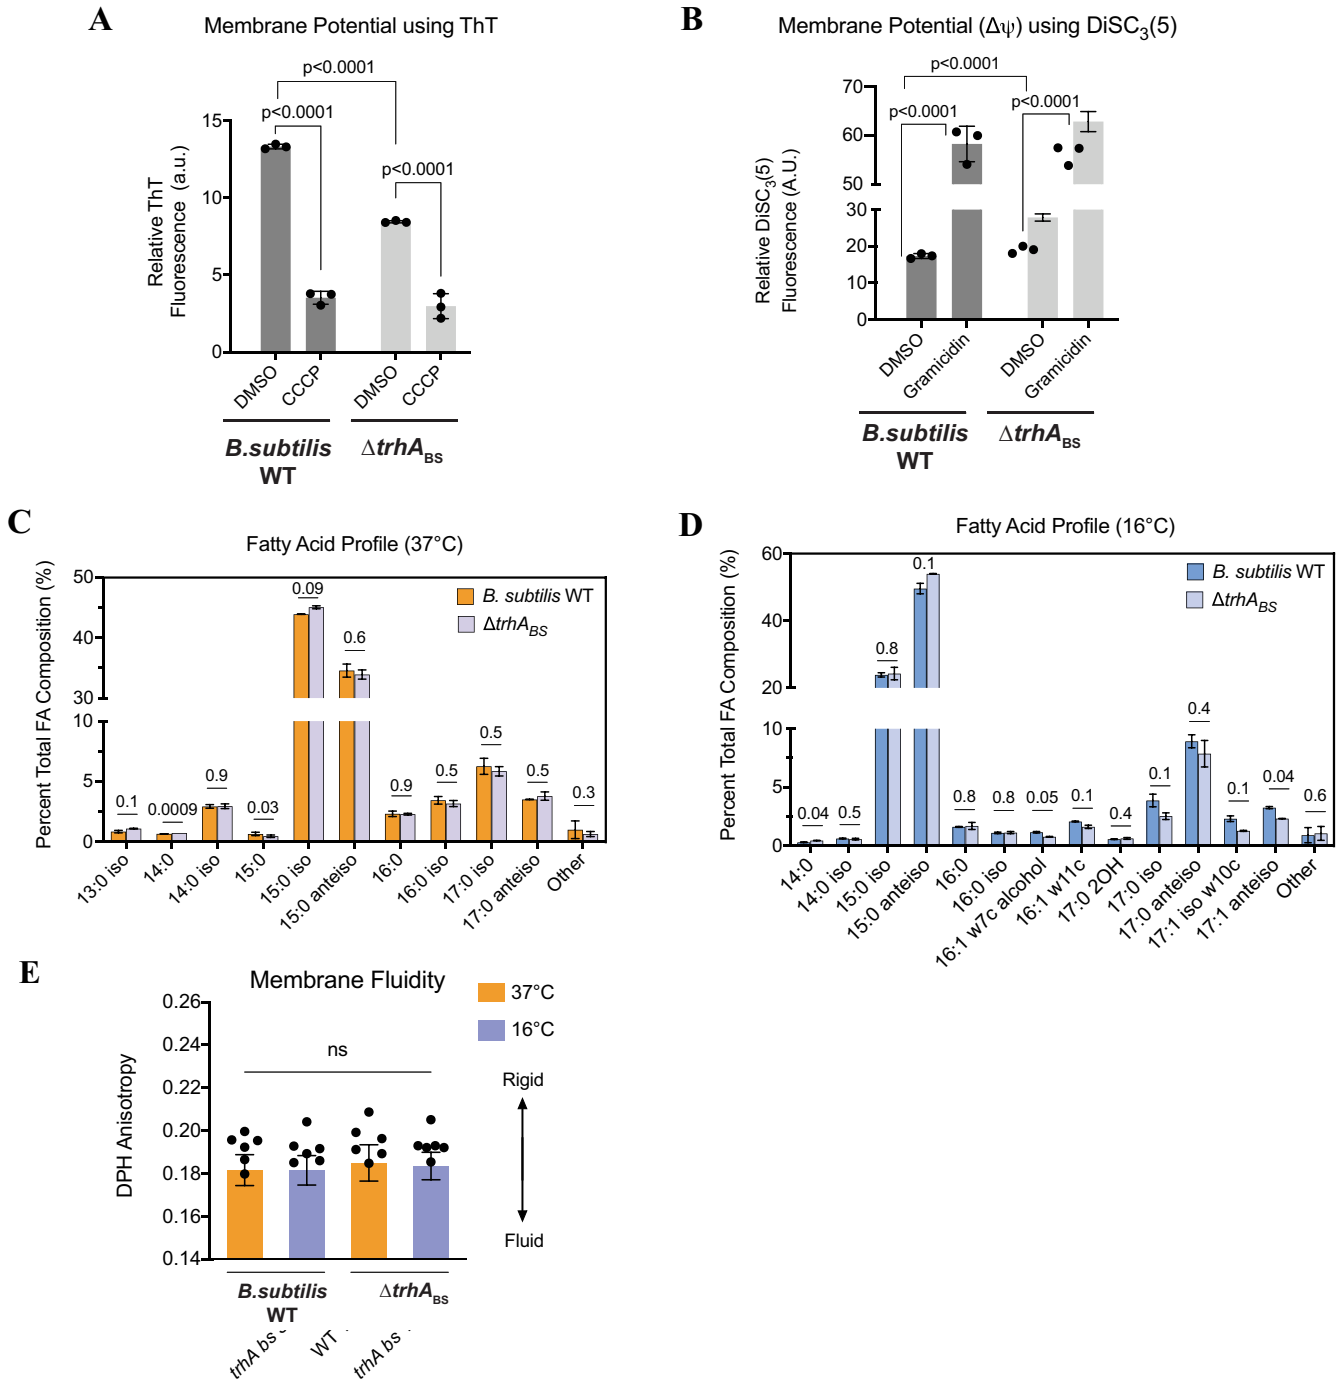 A
Membrane Potential using ThT
p<0.0001
p<0.0001
p<0.0001
Relative ThT
Fluorescence (a.u.)
15
10
5
0
DMSO
CCCP
DMSO
CCCP
B.subtilis
WT
ΔtrhA_BS
B
Membrane Potential (Δψ) using DiSC₃(5)
p<0.0001
p<0.0001
p<0.0001
Relative DiSC₃(5)
Fluorescence (A.U.)
70
60
50
30
20
10
0
DMSO
Gramicidin
DMSO
Gramicidin
B.subtilis
WT
ΔtrhA_BS
C
Fatty Acid Profile (37°C)
Percent Total FA Composition (%)
50
40
30
10
5
0
B. subtilis WT
ΔtrhA_BS
0.1
0.0009
0.9
0.03
0.09
0.6
0.9
0.5
0.5
0.5
0.3
13:0 iso
14:0
14:0 iso
15:0
15:0 iso
15:0 anteiso
16:0
16:0 iso
17:0 iso
17:0 anteiso
Other
D
Fatty Acid Profile (16°C)
Percent Total FA Composition (%)
60
40
20
10
5
0
B. subtilis WT
ΔtrhA_BS
0.04
0.5
0.8
0.1
0.8
0.8
0.05
0.1
0.4
0.1
0.4
0.1
0.04
0.6
14:0
14:0 iso
15:0 iso
15:0 anteiso
16:0
16:0 iso
16:1 w7c alcohol
16:1 w11c
17:0 2OH
17:0 iso
17:0 anteiso
17:1 iso w10c
17:1 anteiso
Other
E
Membrane Fluidity
37°C
16°C
DPH Anisotropy
0.26
0.24
0.22
0.20
0.18
0.16
0.14
ns
Rigid
Fluid
B.subtilis
WT
ΔtrhA_BS
trhA bs
WT
trhA bs